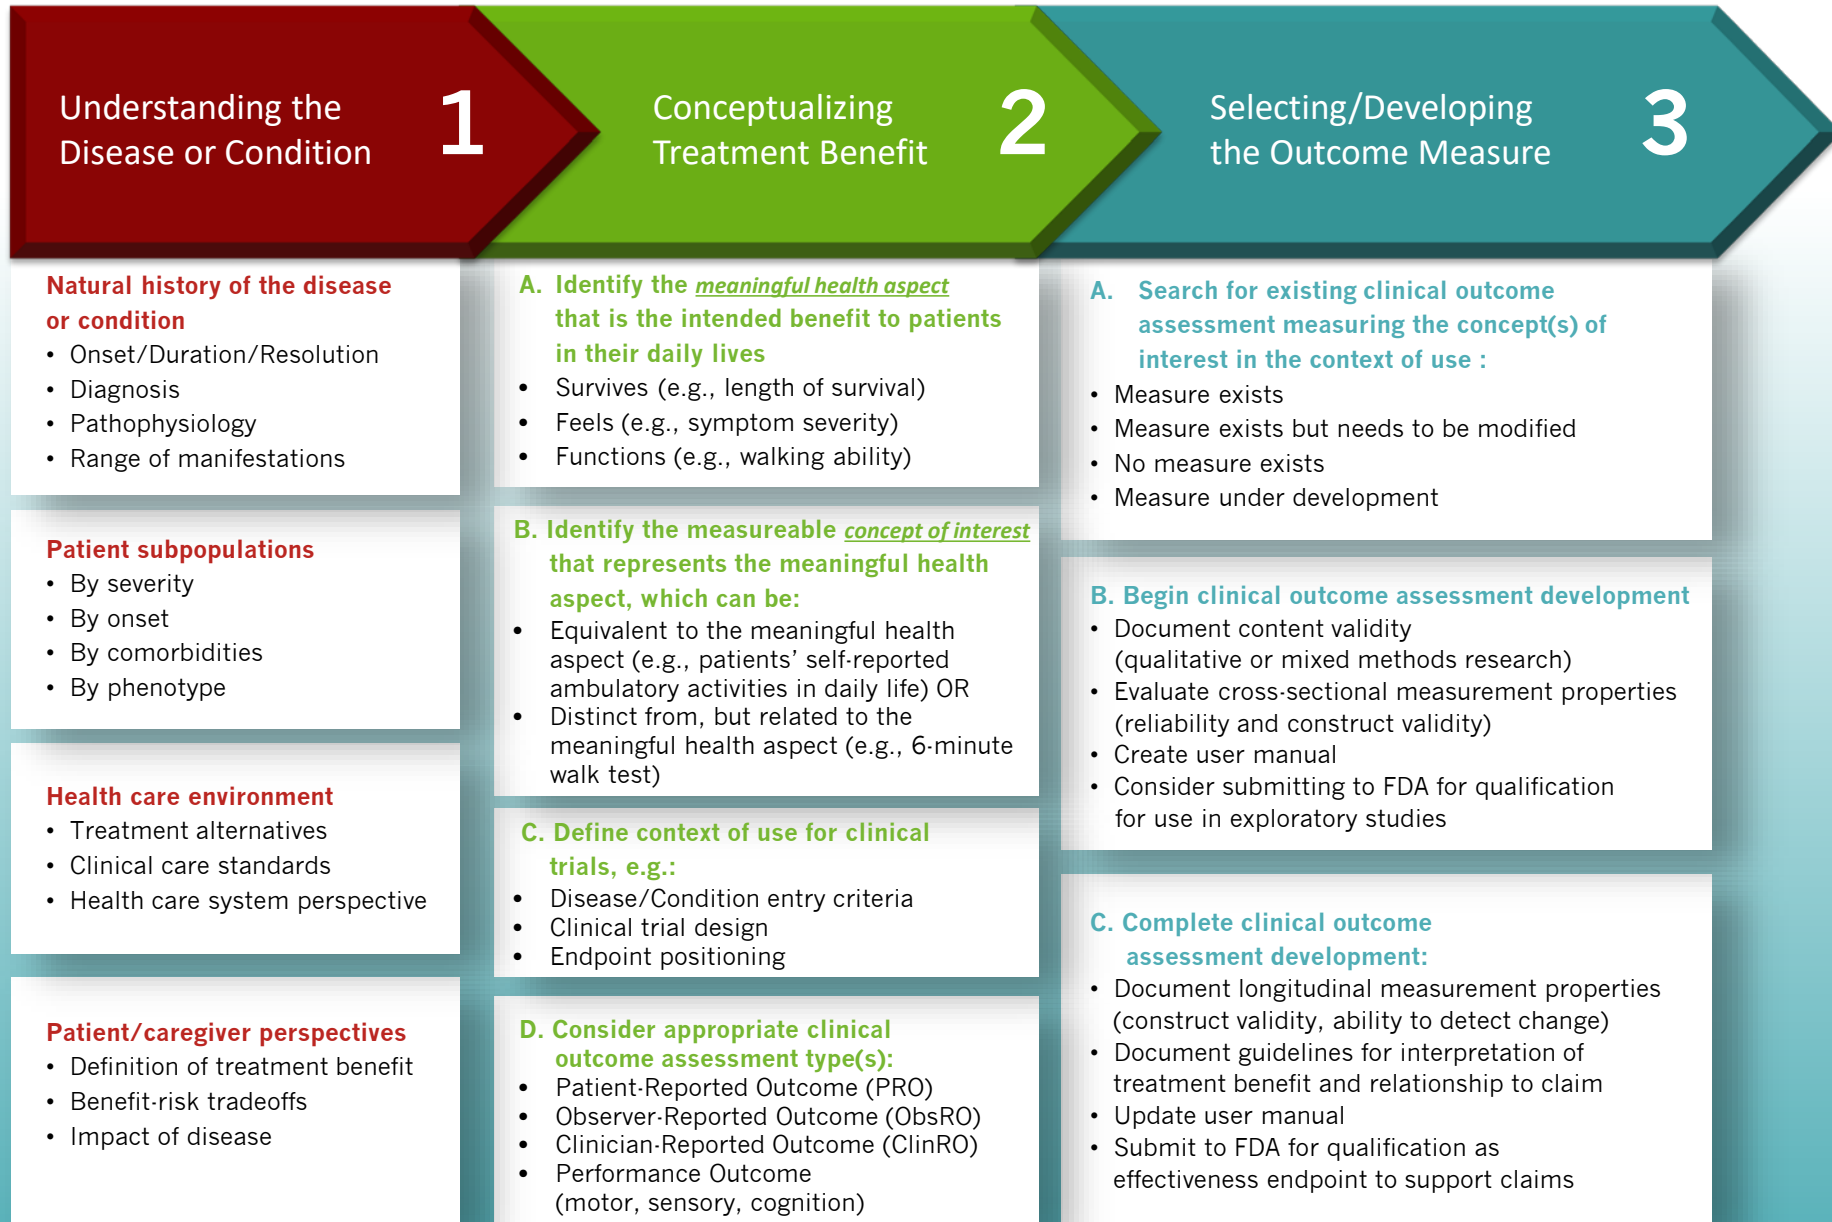 Understanding the
Disease or Condition
1
Conceptualizing
Treatment Benefit
2
Selecting/Developing
the Outcome Measure
3
Natural history of the disease
or condition
• Onset/Duration/Resolution
• Diagnosis
• Pathophysiology
• Range of manifestations
Patient subpopulations
• By severity
• By onset
• By comorbidities
• By phenotype
Health care environment
• Treatment alternatives
• Clinical care standards
• Health care system perspective
Patient/caregiver perspectives
• Definition of treatment benefit
• Benefit-risk tradeoffs
• Impact of disease
A. Identify the meaningful health aspect
that is the intended benefit to patients
in their daily lives
• Survives (e.g., length of survival)
• Feels (e.g., symptom severity)
• Functions (e.g., walking ability)
B. Identify the measureable concept of interest
that represents the meaningful health
aspect, which can be:
• Equivalent to the meaningful health
aspect (e.g., patients’ self-reported
ambulatory activities in daily life) OR
• Distinct from, but related to the
meaningful health aspect (e.g., 6-minute
walk test)
C. Define context of use for clinical
trials, e.g.:
• Disease/Condition entry criteria
• Clinical trial design
• Endpoint positioning
D. Consider appropriate clinical
outcome assessment type(s):
• Patient-Reported Outcome (PRO)
• Observer-Reported Outcome (ObsRO)
• Clinician-Reported Outcome (ClinRO)
• Performance Outcome
(motor, sensory, cognition)
A. Search for existing clinical outcome
assessment measuring the concept(s) of
interest in the context of use :
• Measure exists
• Measure exists but needs to be modified
• No measure exists
• Measure under development
B. Begin clinical outcome assessment development
• Document content validity
(qualitative or mixed methods research)
• Evaluate cross-sectional measurement properties
(reliability and construct validity)
• Create user manual
• Consider submitting to FDA for qualification
for use in exploratory studies
C. Complete clinical outcome
assessment development:
• Document longitudinal measurement properties
(construct validity, ability to detect change)
• Document guidelines for interpretation of
treatment benefit and relationship to claim
• Update user manual
• Submit to FDA for qualification as
effectiveness endpoint to support claims